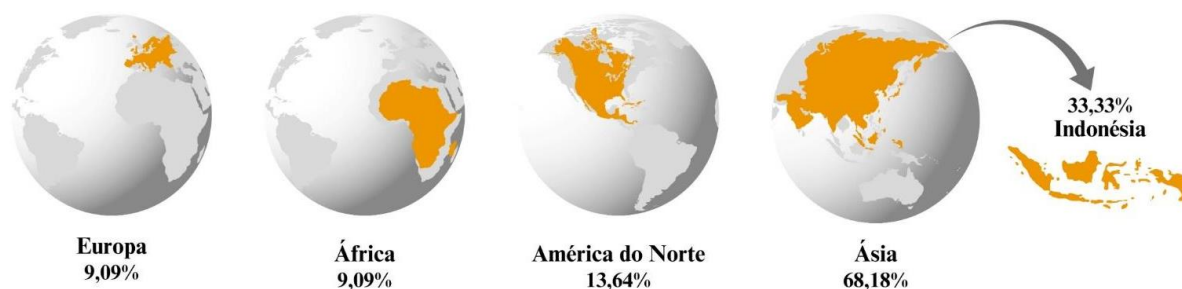 33,33%
Indonésia
Europa
9,09%
África
9,09%
América do Norte
13,64%
Ásia
68,18%